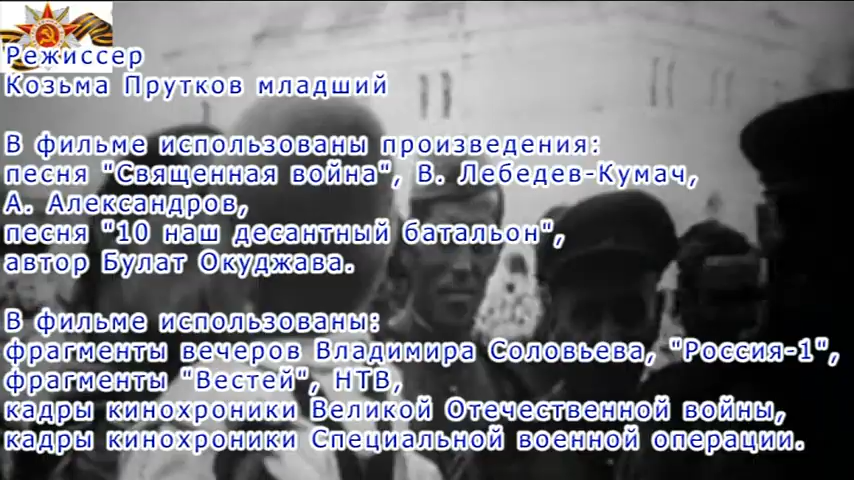 Режиссер
Козьма Прутков младший
В фильме использованы произведения:
песня "Священная война", В. Лебедев-Кумач,
А. Александров,
песня "10 наш десантный батальон",
автор Булат Окуджава.
В фильме использованы:
фрагменты вечеров Владимира Соловьева, "Россия-1",
фрагменты "Вестей", НТВ,
кадры кинохроники Великой Отечественной войны,
кадры кинохроники Специальной военной операции.